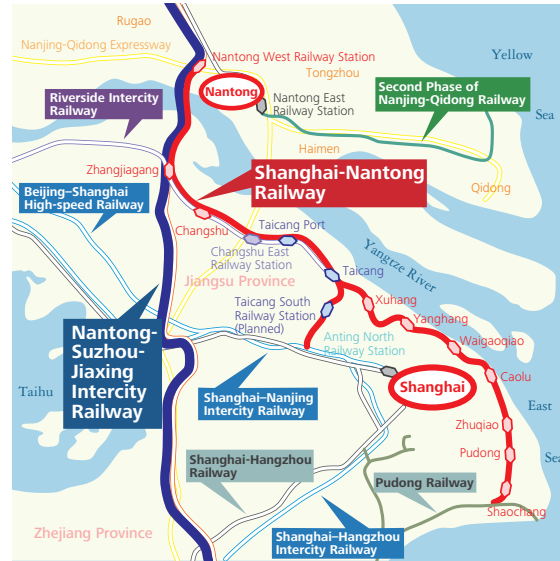 Rugao
Nanjing-Qidong Expressway
Yellow
Nantong West Railway Station
Tongzhou
Nantong
Nantong East
Railway Station
Second Phase of
Nanjing-Qidong Railway
Riverside Intercity
Railway
Haimen
Zhangjiagang
Shanghai-Nantong
Railway
Qidong
Beijing–Shanghai
High-speed Railway
Changshu
Taicang Port
Changshu East
Railway Station
Yangtze River
Jiangsu Province
Taicang
Taicang South
Railway Station
(Planned)
Xuhang
Yanghang
Nantong-
Suzhou-
Jiaxing
Intercity
Railway
Anting North
Railway Station
Waigaoqiao
Taihu
Shanghai–Nanjing
Intercity Railway
Shanghai
Caolu
East
Sea
Zhuqiao
Shanghai-Hangzhou
Railway
Pudong
Pudong Railway
Shaochang
Zhejiang Province
Shanghai–Hangzhou
Intercity Railway